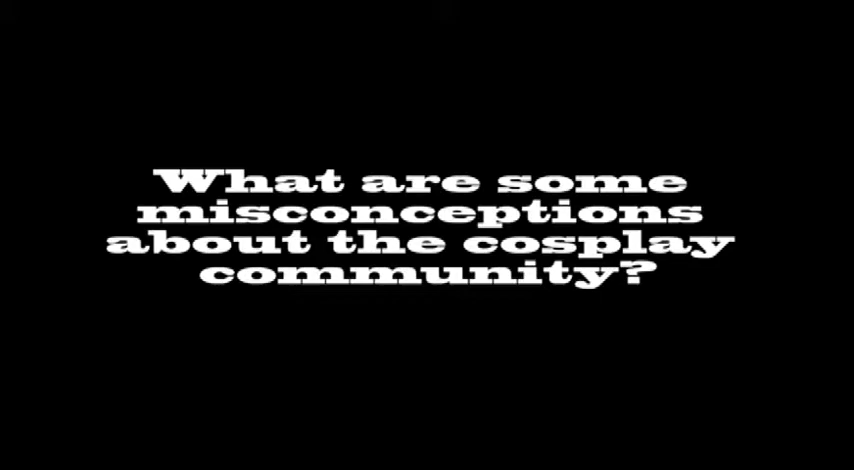 What are some
misconceptions
about the cosplay
community?